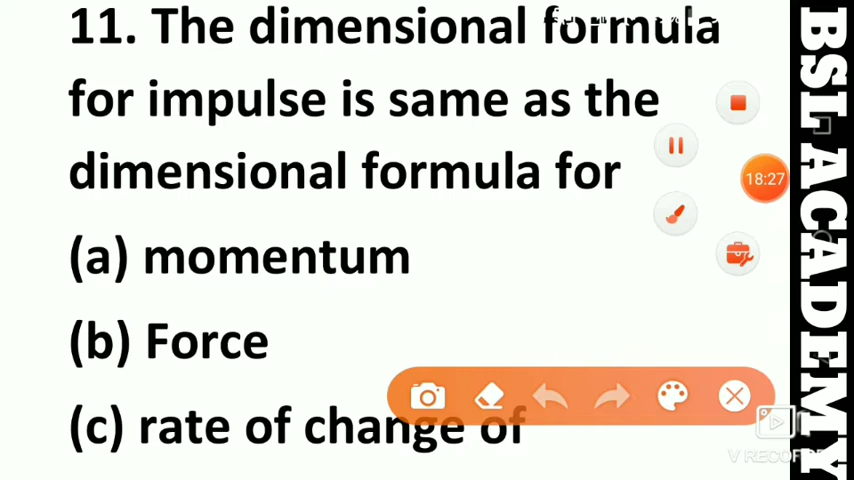 11. The dimensional formula
for impulse is same as the
dimensional formula for
18:27
(a) momentum
(b) Force
(c) rate of change of
BSL ACADEMY